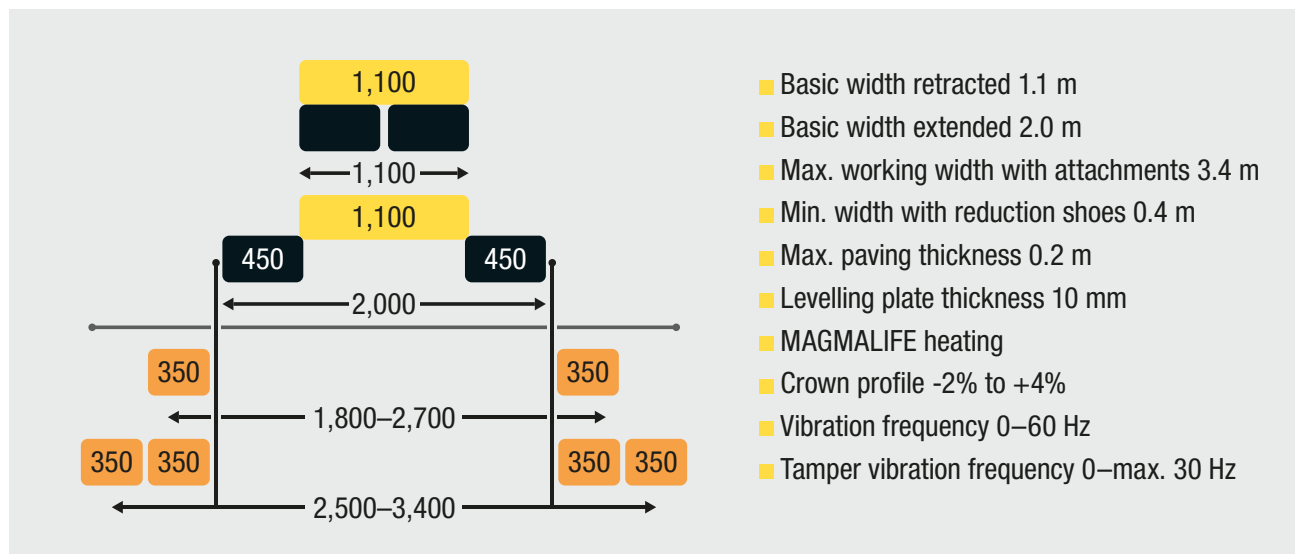 1,100
1,100
1,100
450 450
2,000
350 350
1,800–2,700
350 350 350 350
2,500–3,400
Basic width retracted 1.1 m
Basic width extended 2.0 m
Max. working width with attachments 3.4 m
Min. width with reduction shoes 0.4 m
Max. paving thickness 0.2 m
Levelling plate thickness 10 mm
MAGMALIFE heating
Crown profile -2% to +4%
Vibration frequency 0–60 Hz
Tamper vibration frequency 0–max. 30 Hz